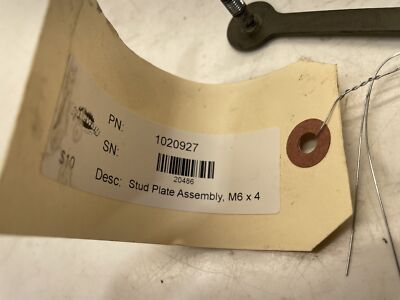 PN: 1020927
SN:
20486
Desc: Stud Plate Assembly, M6 x 4
$10